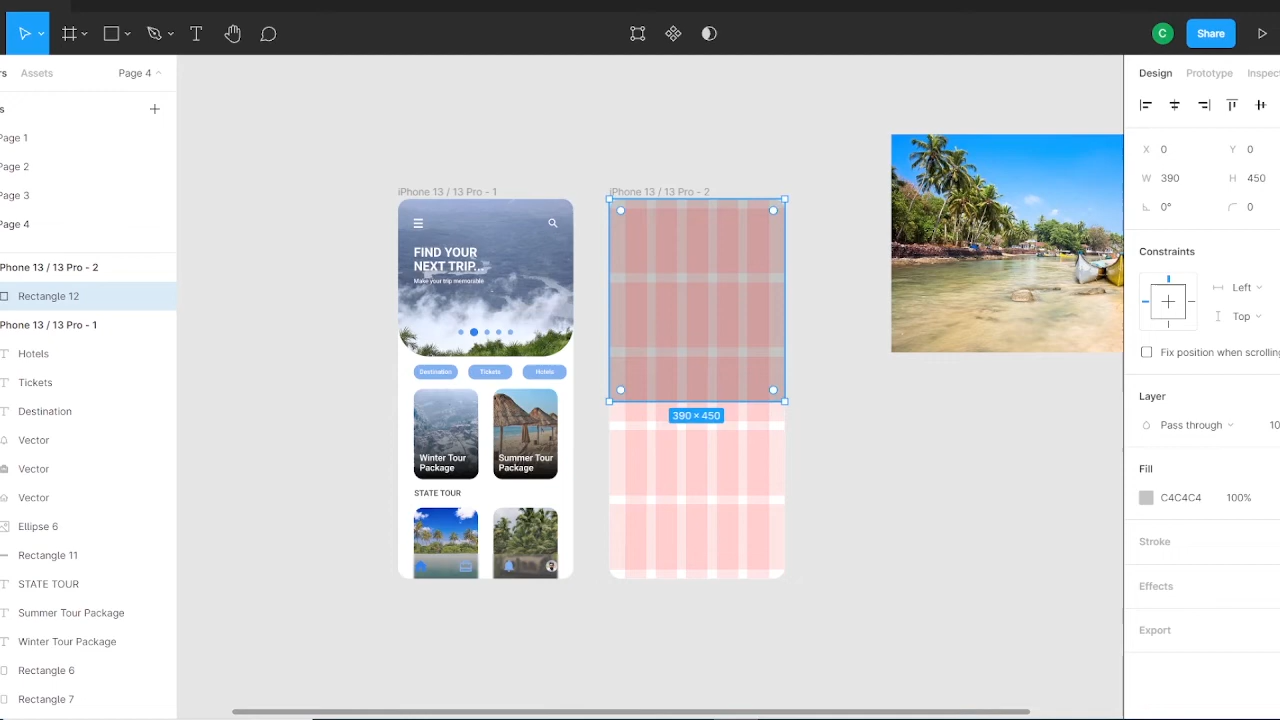 C
Share
rs
Assets
Page 4
Design
Prototype
Inspect
s
Page 1
Page 2
Page 3
Page 4
Phone 13 / 13 Pro - 2
Rectangle 12
Phone 13 / 13 Pro - 1
Hotels
Tickets
Destination
Vector
Vector
Vector
Ellipse 6
Rectangle 11
STATE TOUR
Summer Tour Package
Winter Tour Package
Rectangle 6
Rectangle 7
iPhone 13 / 13 Pro - 1
FIND YOUR
NEXT TRIP...
Make your trip memorable
Destination
Tickets
Hotels
Winter Tour
Package
Summer Tour
Package
STATE TOUR
iPhone 13 / 13 Pro - 2
390 × 450
X 0
Y 0
W 390
H 450
0°
0
Constraints
Left
Top
Fix position when scrolling
Layer
Pass through
10
Fill
C4C4C4
100%
Stroke
Effects
Export